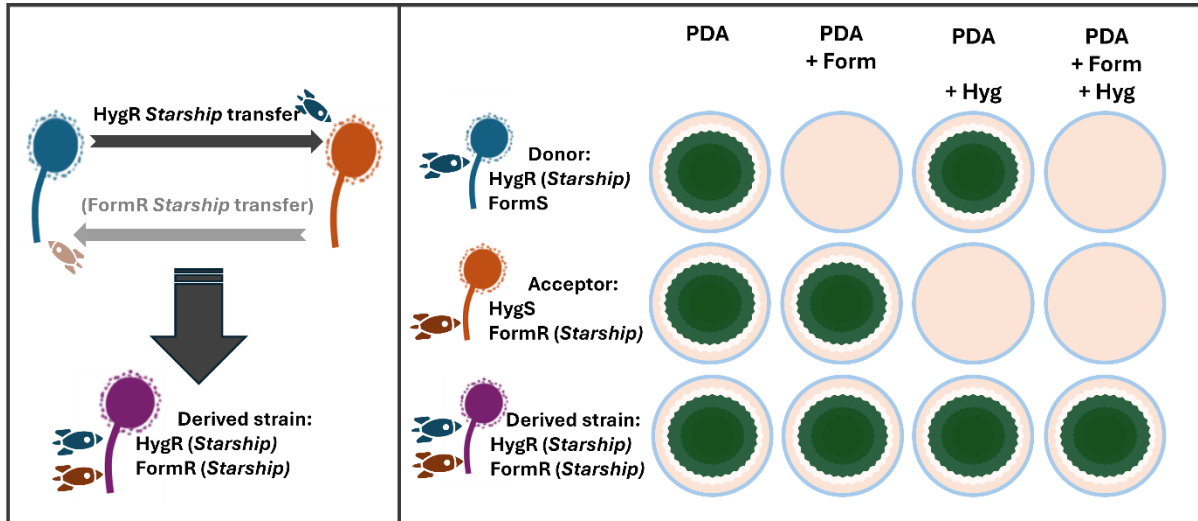 HygR Starship transfer
(FormR Starship transfer)
Derived strain:
HygR (Starship)
FormR (Starship)
PDA
PDA
+ Form
PDA
+ Hyg
PDA
+ Form
+ Hyg
Donor:
HygR (Starship)
FormS
Acceptor:
HygS
FormR (Starship)
Derived strain:
HygR (Starship)
FormR (Starship)